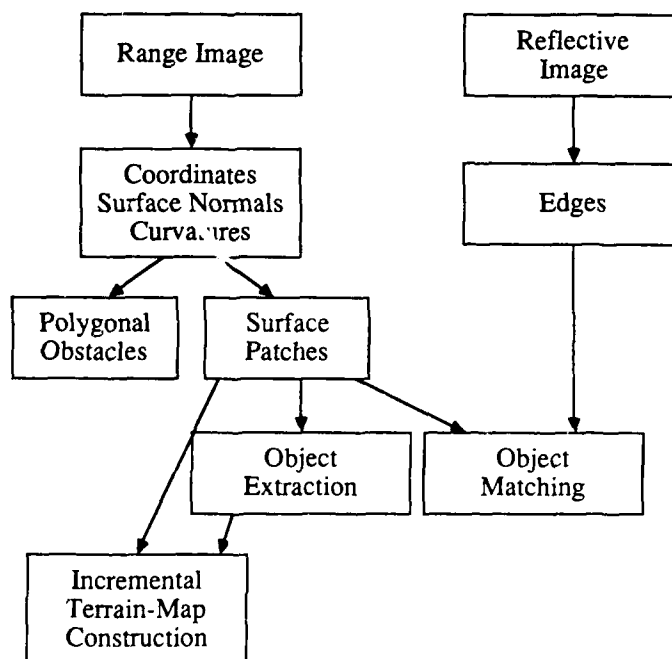 Range Image
Reflective
Image
Coordinates
Surface Normals
Curvatures
Edges
Polygonal
Obstacles
Surface
Patches
Object
Extraction
Object
Matching
Incremental
Terrain-Map
Construction